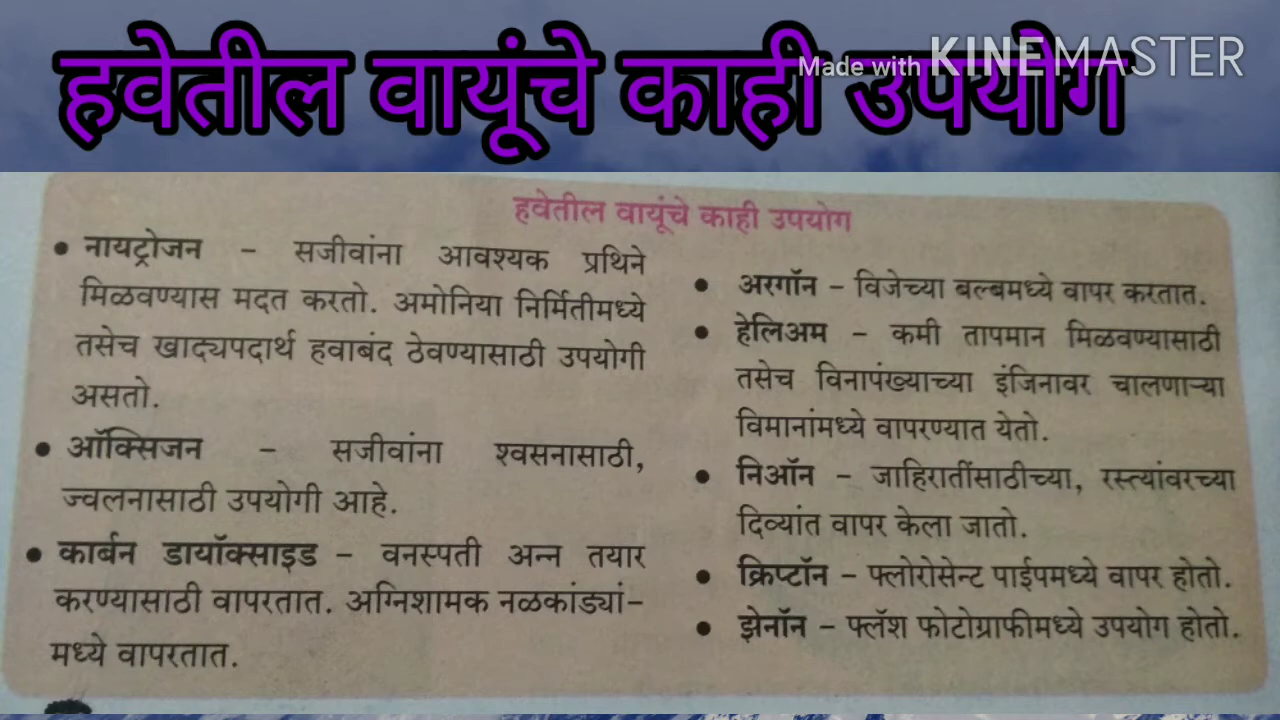 हवेतील वायूंचे काही उपयोग
Made with KINEMASTER
हवेतील वायूंचे काही उपयोग
• नायट्रोजन – सजीवांना आवश्यक प्रथिने
मिळवण्यास मदत करतो. अमोनिया निर्मितीमध्ये
तसेच खाद्यपदार्थ हवाबंद ठेवण्यासाठी उपयोगी
असतो.
• ऑक्सिजन – सजीवांना श्वसनासाठी,
ज्वलनासाठी उपयोगी आहे.
• कार्बन डायॉक्साइड – वनस्पती अन्न तयार
करण्यासाठी वापरतात. अग्निशामक नळकांड्यां-
मध्ये वापरतात.
• अरगॉन – विजेच्या बल्बमध्ये वापर करतात.
• हेलिअम – कमी तापमान मिळवण्यासाठी
तसेच विनापंख्याच्या इंजिनावर चालणाऱ्या
विमानांमध्ये वापरण्यात येतो.
• निऑन – जाहिरातींसाठीच्या, रस्त्यांवरच्या
दिव्यांत वापर केला जातो.
• क्रिप्टॉन – फ्लोरोसेन्ट पाईपमध्ये वापर होतो.
• झेनॉन – फ्लॅश फोटोग्राफीमध्ये उपयोग होतो.